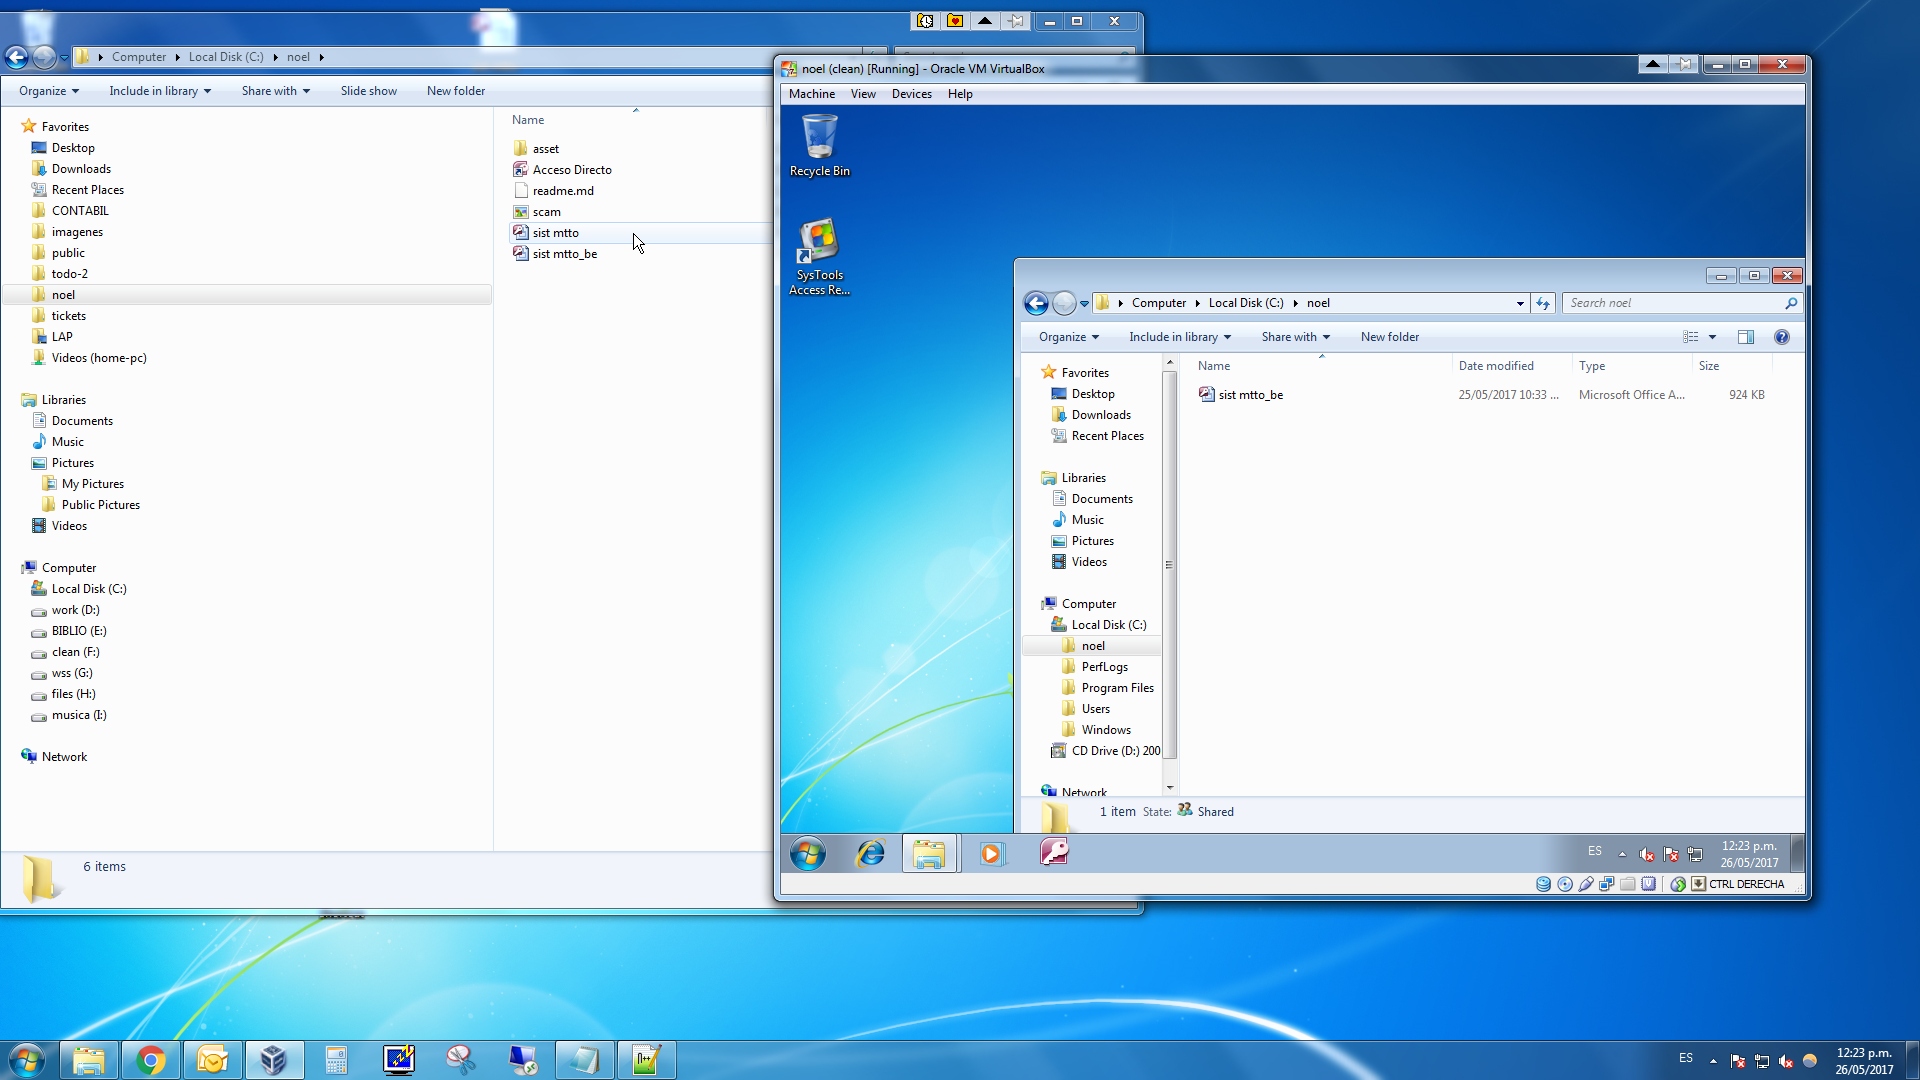 Computer
Local Disk (C:)
noel
Organize
Include in library
Share with
Slide show
New folder
Favorites
Desktop
Downloads
Recent Places
CONTABIL
imagenes
public
todo-2
noel
tickets
LAP
Videos (home-pc)
Libraries
Documents
Music
Pictures
My Pictures
Public Pictures
Videos
Computer
Local Disk (C:)
work (D:)
BIBLIO (E:)
clean (F:)
wss (G:)
files (H:)
musica (I:)
Network
Name
asset
Acceso Directo
readme.md
scam
sist mtto
sist mtto_be
6 items
noel (clean) [Running] - Oracle VM VirtualBox
Machine View Devices Help
Recycle Bin
SysTools
Access Re...
Computer
Local Disk (C:)
noel
Search noel
Organize
Include in library
Share with
New folder
Favorites
Desktop
Downloads
Recent Places
Libraries
Documents
Music
Pictures
Videos
Computer
Local Disk (C:)
noel
PerfLogs
Program Files
Users
Windows
CD Drive (D:) 200
Network
Name Date modified Type Size
sist mtto_be 25/05/2017 10:33 ... Microsoft Office A... 924 KB
1 item State: Shared
ES
12:23 p.m.
26/05/2017
CTRL DERECHA
ES
12:23 p.m.
26/05/2017